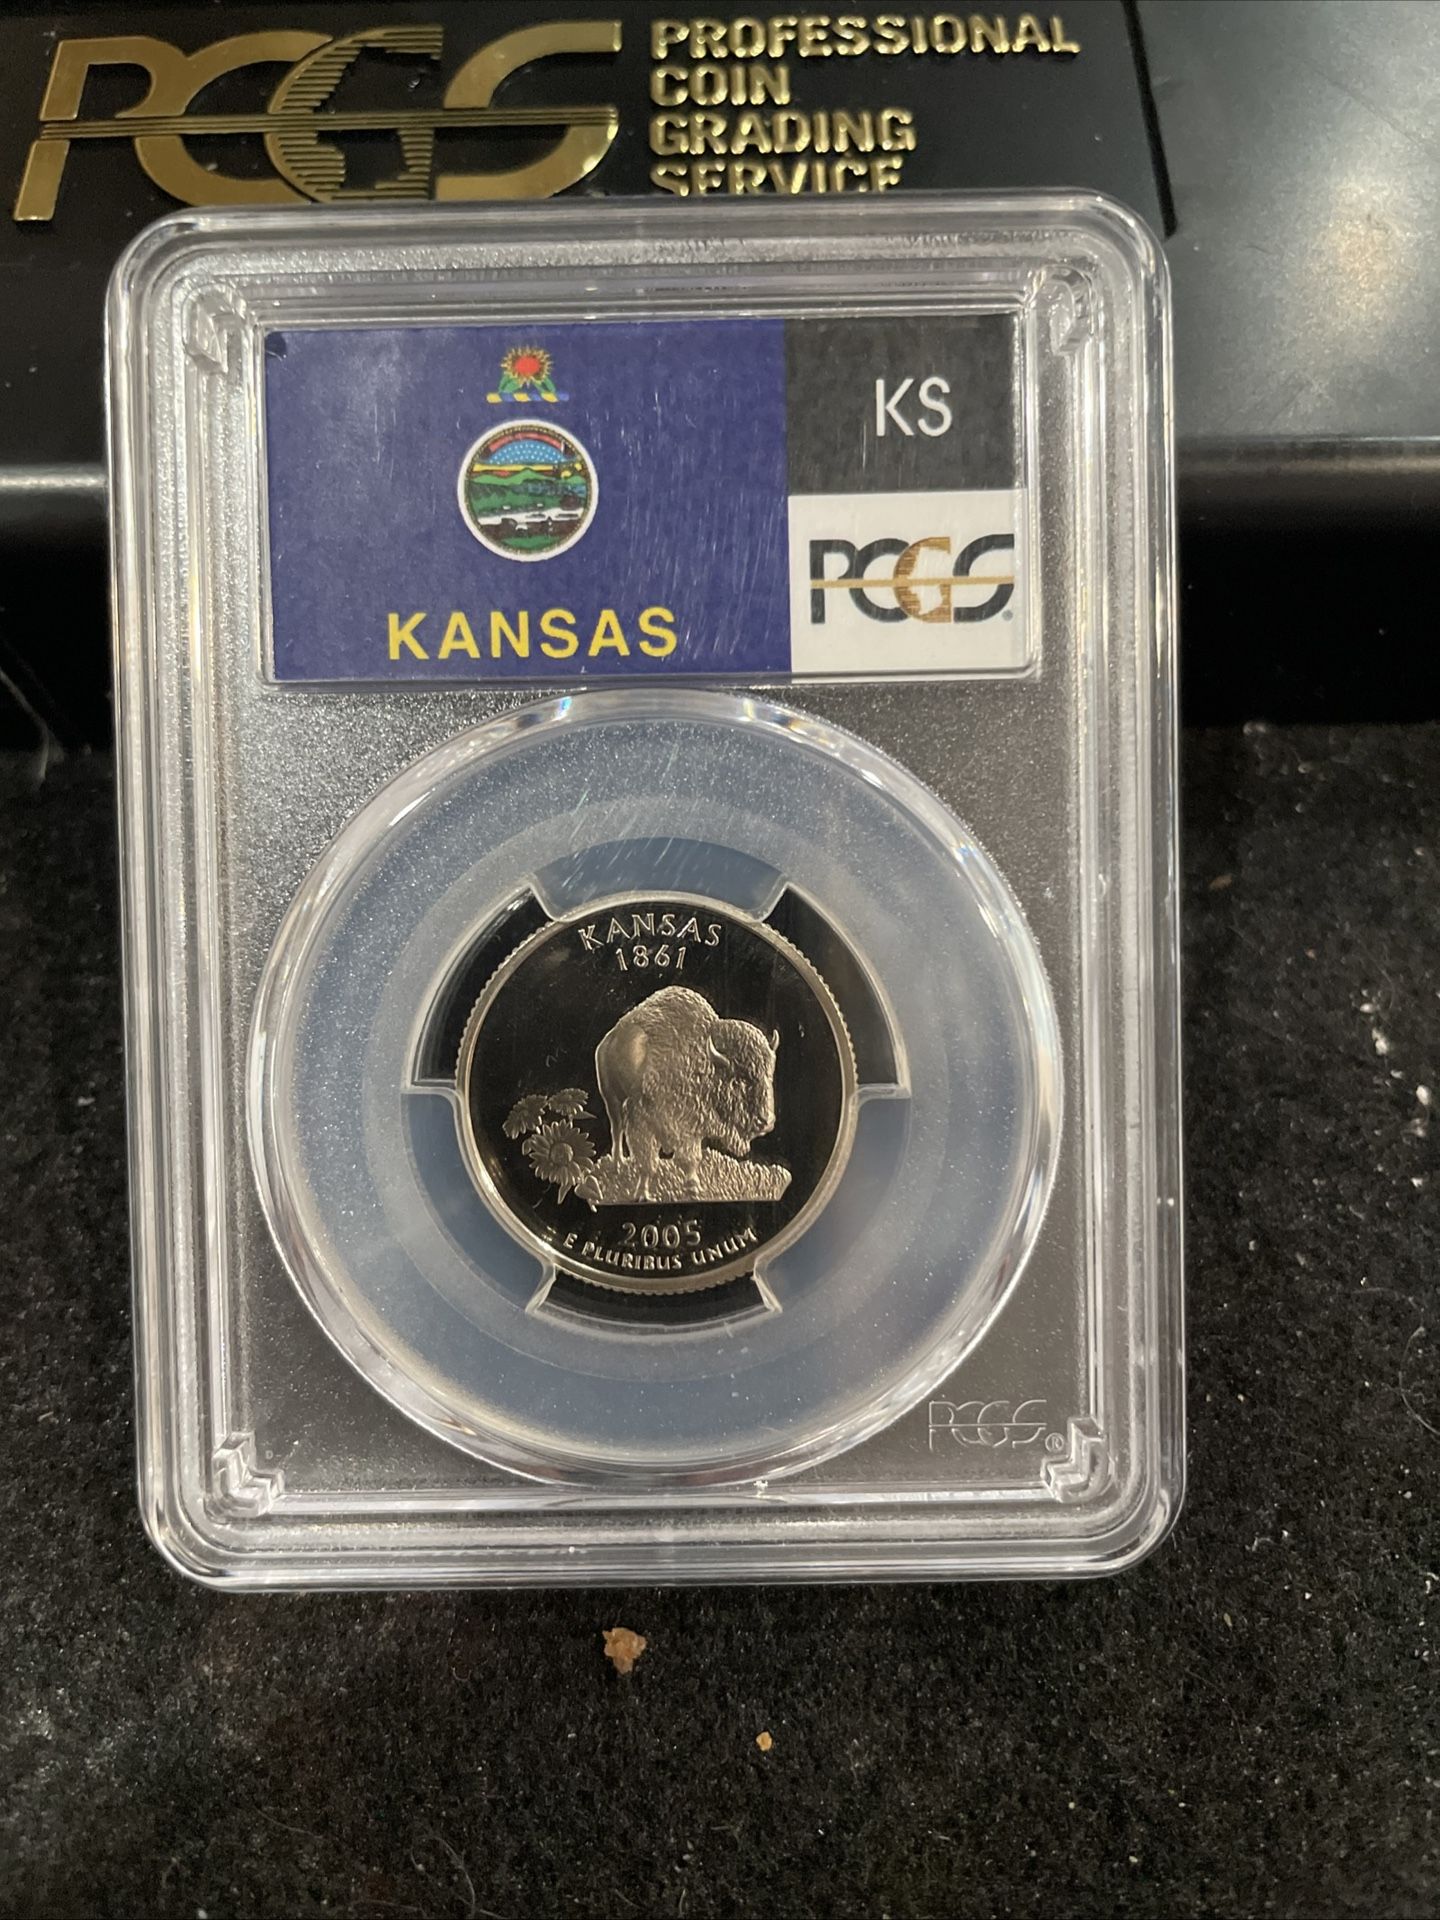 PCGS
PROFESSIONAL
COIN
GRADING
SERVICE
KS
PCGS®
KANSAS
KANSAS
1861
2005
E PLURIBUS UNUM
PCGS®